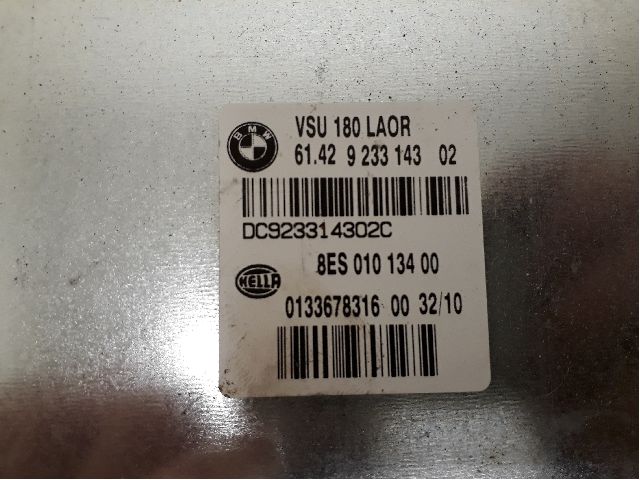 BMW
VSU 180 LAOR
61.42 9 233 143 02
DC923314302C
8ES 010 134 00
HELLA
0133678316 00 32/10